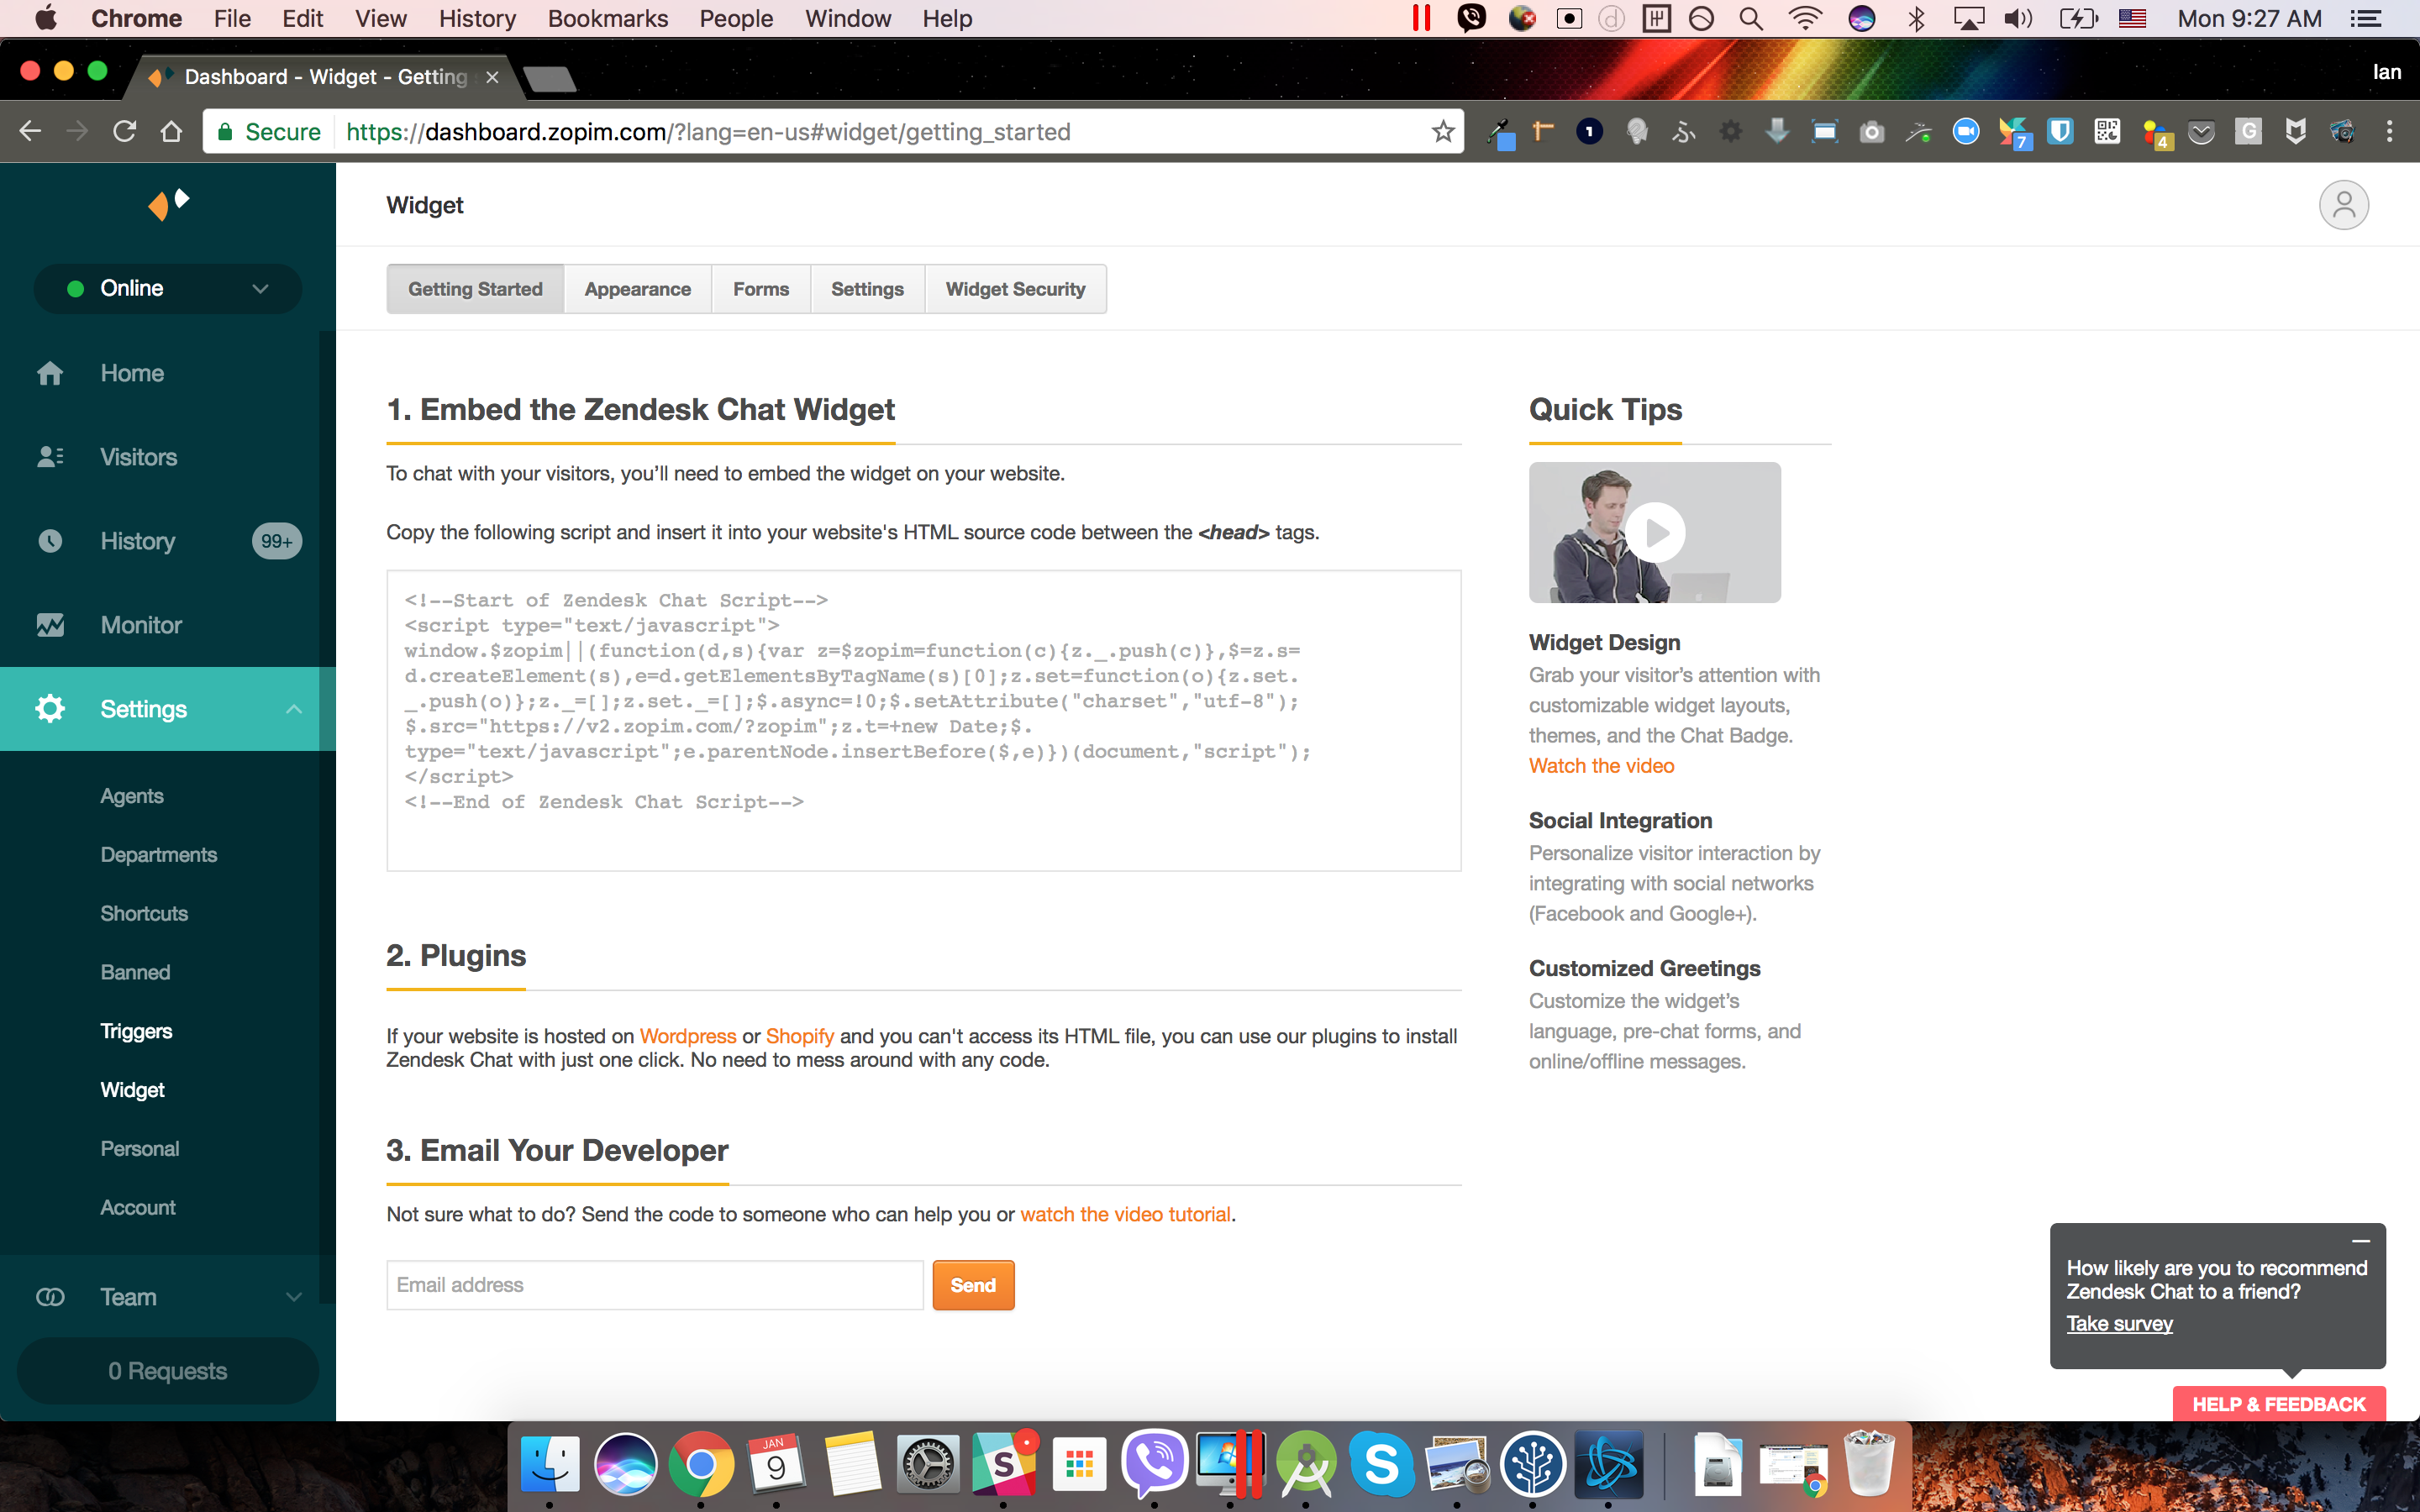 Chrome File Edit View History Bookmarks People Window Help Mon 9:27 AM
Dashboard - Widget - Getting
Ian
Secure https://dashboard.zopim.com/?lang=en-us#widget/getting_started
1
7
4
G
Widget
Online
Getting Started Appearance Forms Settings Widget Security
Home
Visitors
History 99+
Monitor
Settings
Agents
Departments
Shortcuts
Banned
Triggers
Widget
Personal
Account
Team
0 Requests
1. Embed the Zendesk Chat Widget
To chat with your visitors, you’ll need to embed the widget on your website.
Copy the following script and insert it into your website's HTML source code between the <head> tags.
<!--Start of Zendesk Chat Script-->
<script type="text/javascript">
window.$zopim||(function(d,s){var z=$zopim=function(c){z._.push(c)},$=z.s=
d.createElement(s),e=d.getElementsByTagName(s)[0];z.set=function(o){z.set.
_.push(o)};z._=[];z.set._=[];$.async=!0;$.setAttribute("charset","utf-8");
$.src="https://v2.zopim.com/?zopim";z.t=+new Date;$.
type="text/javascript";e.parentNode.insertBefore($,e)})(document,"script");
</script>
<!--End of Zendesk Chat Script-->
2. Plugins
If your website is hosted on Wordpress or Shopify and you can't access its HTML file, you can use our plugins to install
Zendesk Chat with just one click. No need to mess around with any code.
3. Email Your Developer
Not sure what to do? Send the code to someone who can help you or watch the video tutorial.
Email address
Send
Quick Tips
Widget Design
Grab your visitor’s attention with
customizable widget layouts,
themes, and the Chat Badge.
Watch the video
Social Integration
Personalize visitor interaction by
integrating with social networks
(Facebook and Google+).
Customized Greetings
Customize the widget’s
language, pre-chat forms, and
online/offline messages.
How likely are you to recommend
Zendesk Chat to a friend?
Take survey
HELP & FEEDBACK
JAN
9
S
S